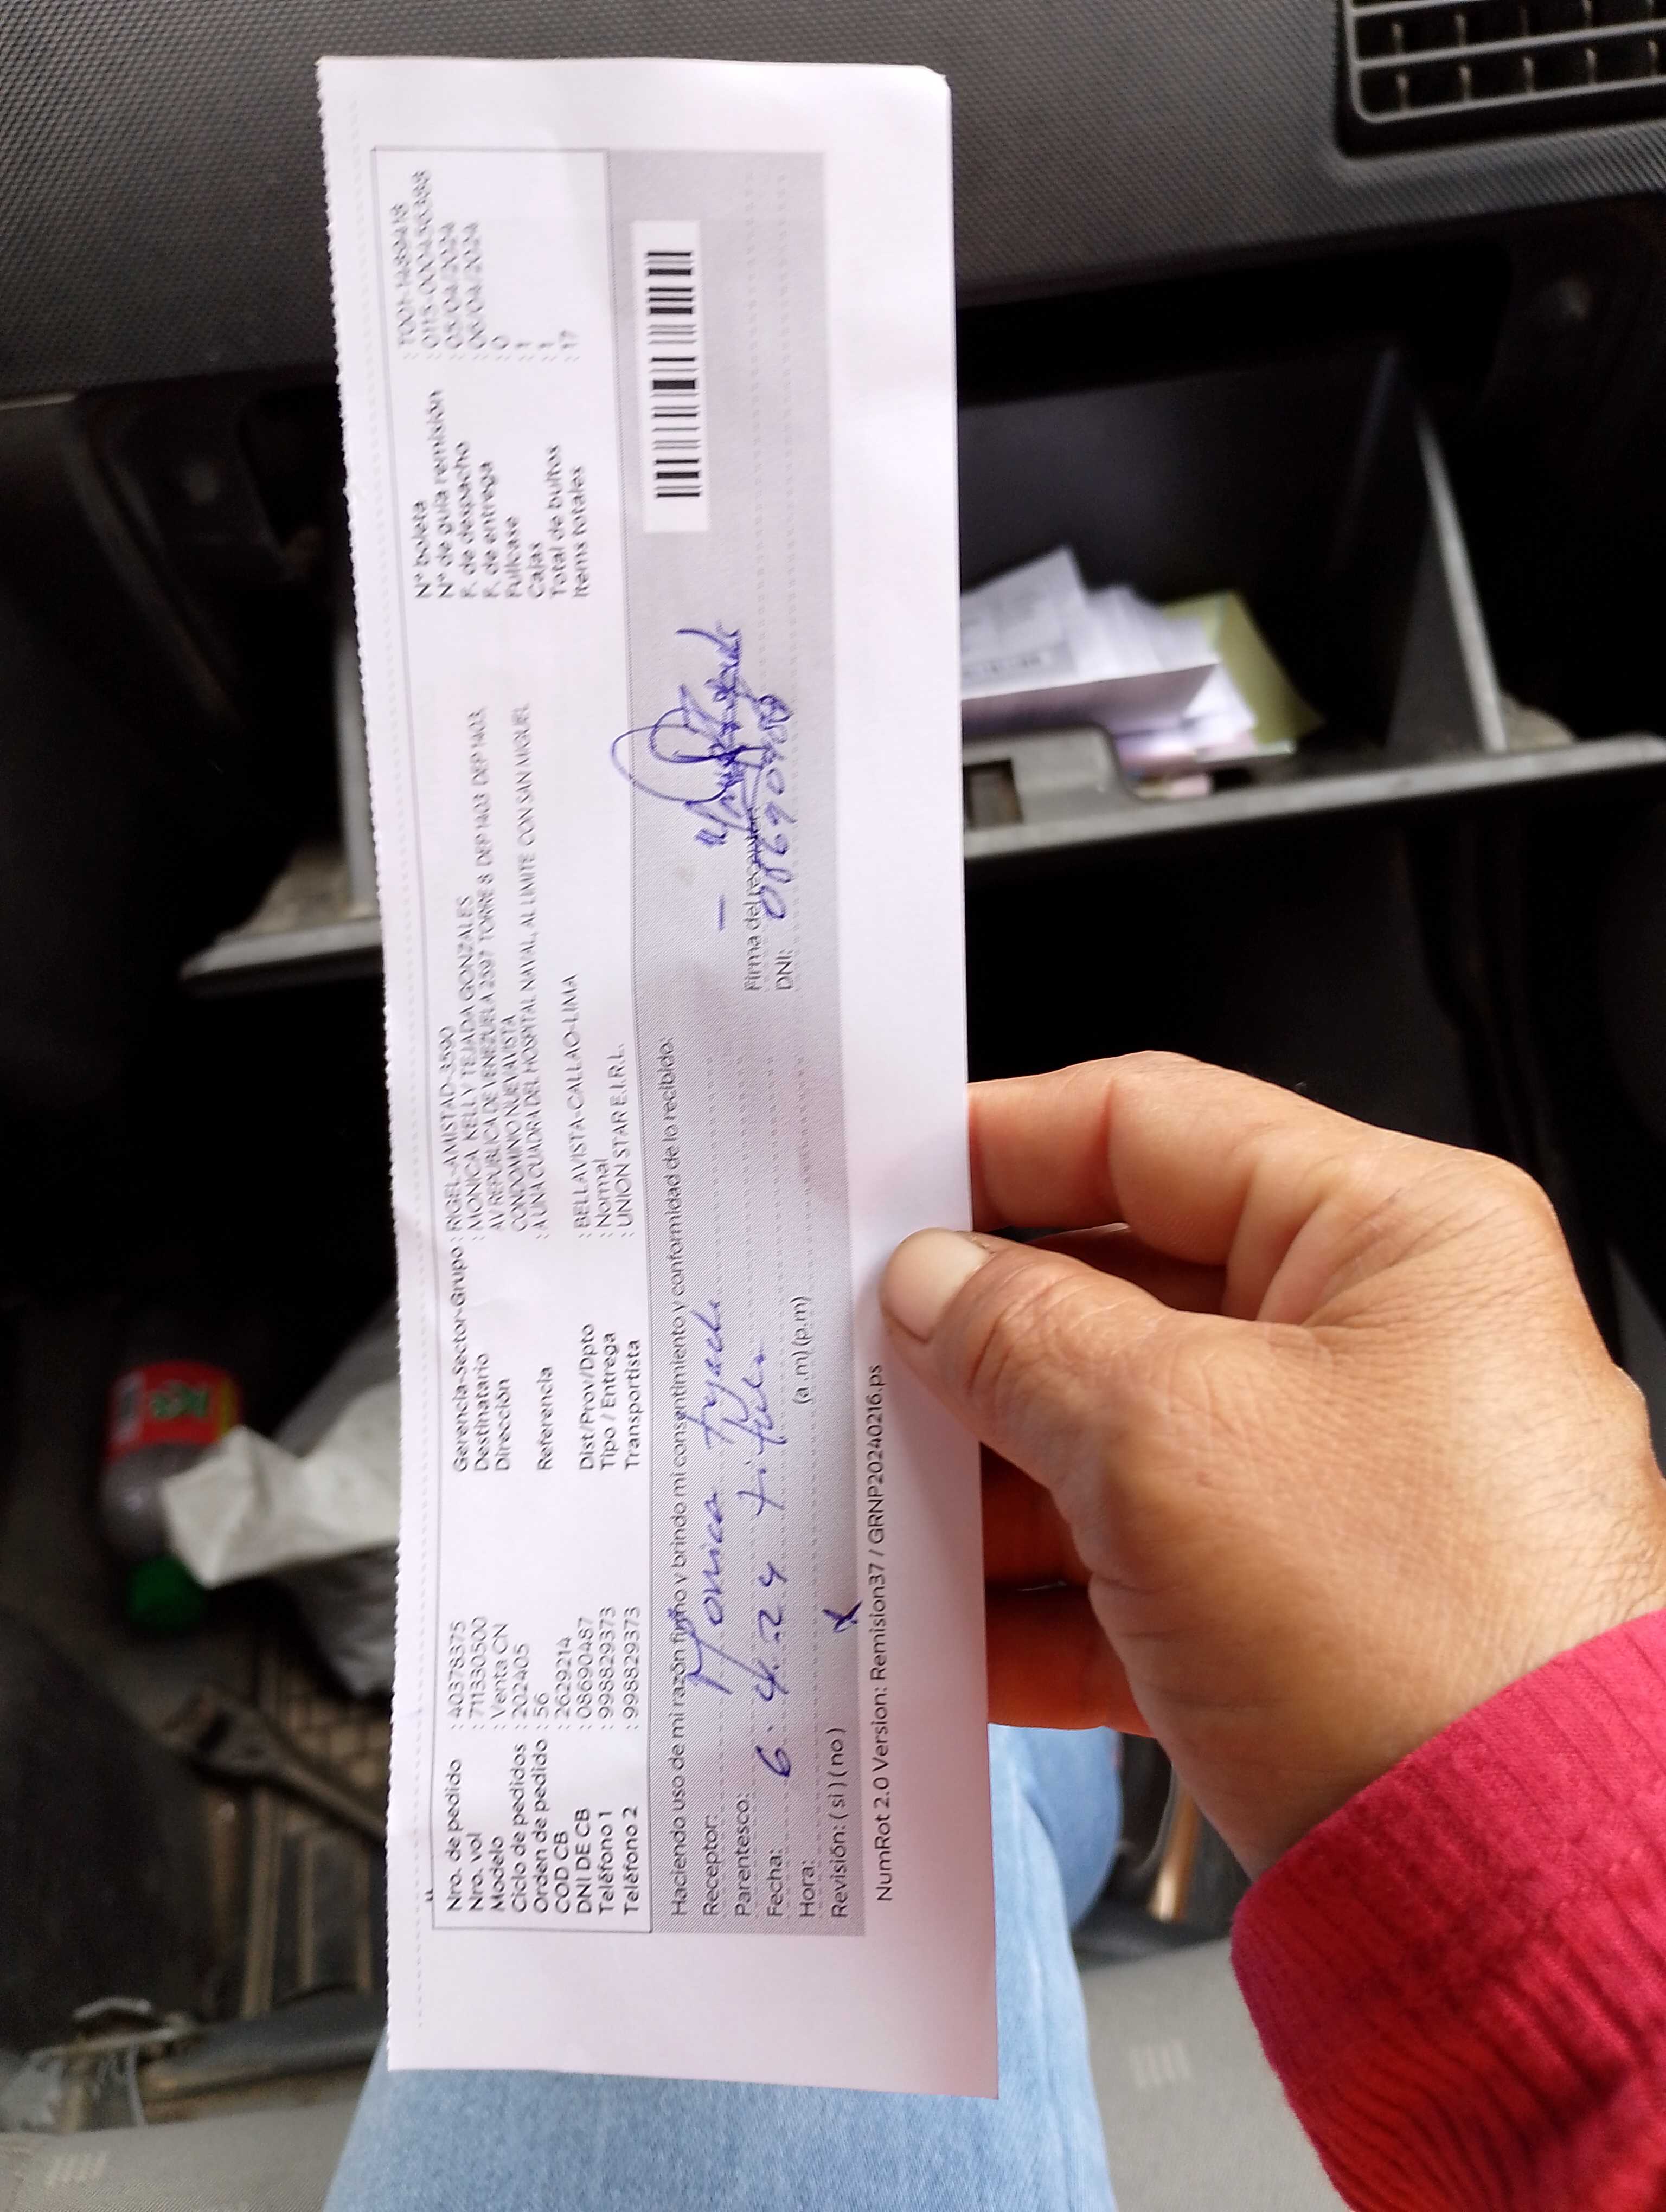 Nro. de pedido : 40378375
Nro. vol : 711330500
Modelo : Venta CN
Ciclo de pedidos : 202405
Orden de pedido : 56
COD CB : 2629214
DNI DE CB : 08690487
Teléfono 1 : 998829373
Teléfono 2 : 998829373
Gerencia-Sector-Grupo : RIGEL-AMISTAD-3590
Destinatario : MONICA KELLY TEJADA GONZALES
Dirección : AV REPUBLICA DE VENEZUELA 2597 TORRE 8 DEP 1403 DEP 1403,
CONDOMINO NUEVAVISTA
Referencia : A UNA CUADRA DEL HOSPITAL NAVAL, AL LIMITE CON SAN MIGUEL
Dist/Prov/Dpto : BELLAVISTA-CALLAO-LIMA
Tipo / Entrega : Normal
Transportista : UNION STAR E.I.R.L.
Nº boleta
Nº de guía remisión
F. de despacho : 05/04/2024
F. de entrega : 06/04/2024
Fullcase : 0
Cajas : 1
Total de bultos : 1
Items totales : 17
Haciendo uso de mi razón firmo y brindo mi consentimiento y conformidad de lo recibido:
Receptor: Monica
Parentesco:
Fecha: 6. 4. 24
Hora: (a.m) (p.m)
Revisión: ( sí ) ( no ) X
Firma del receptor
DNI: 08690487
NumRot 2.0 Version: Remision37 / GRNP20240216.ps